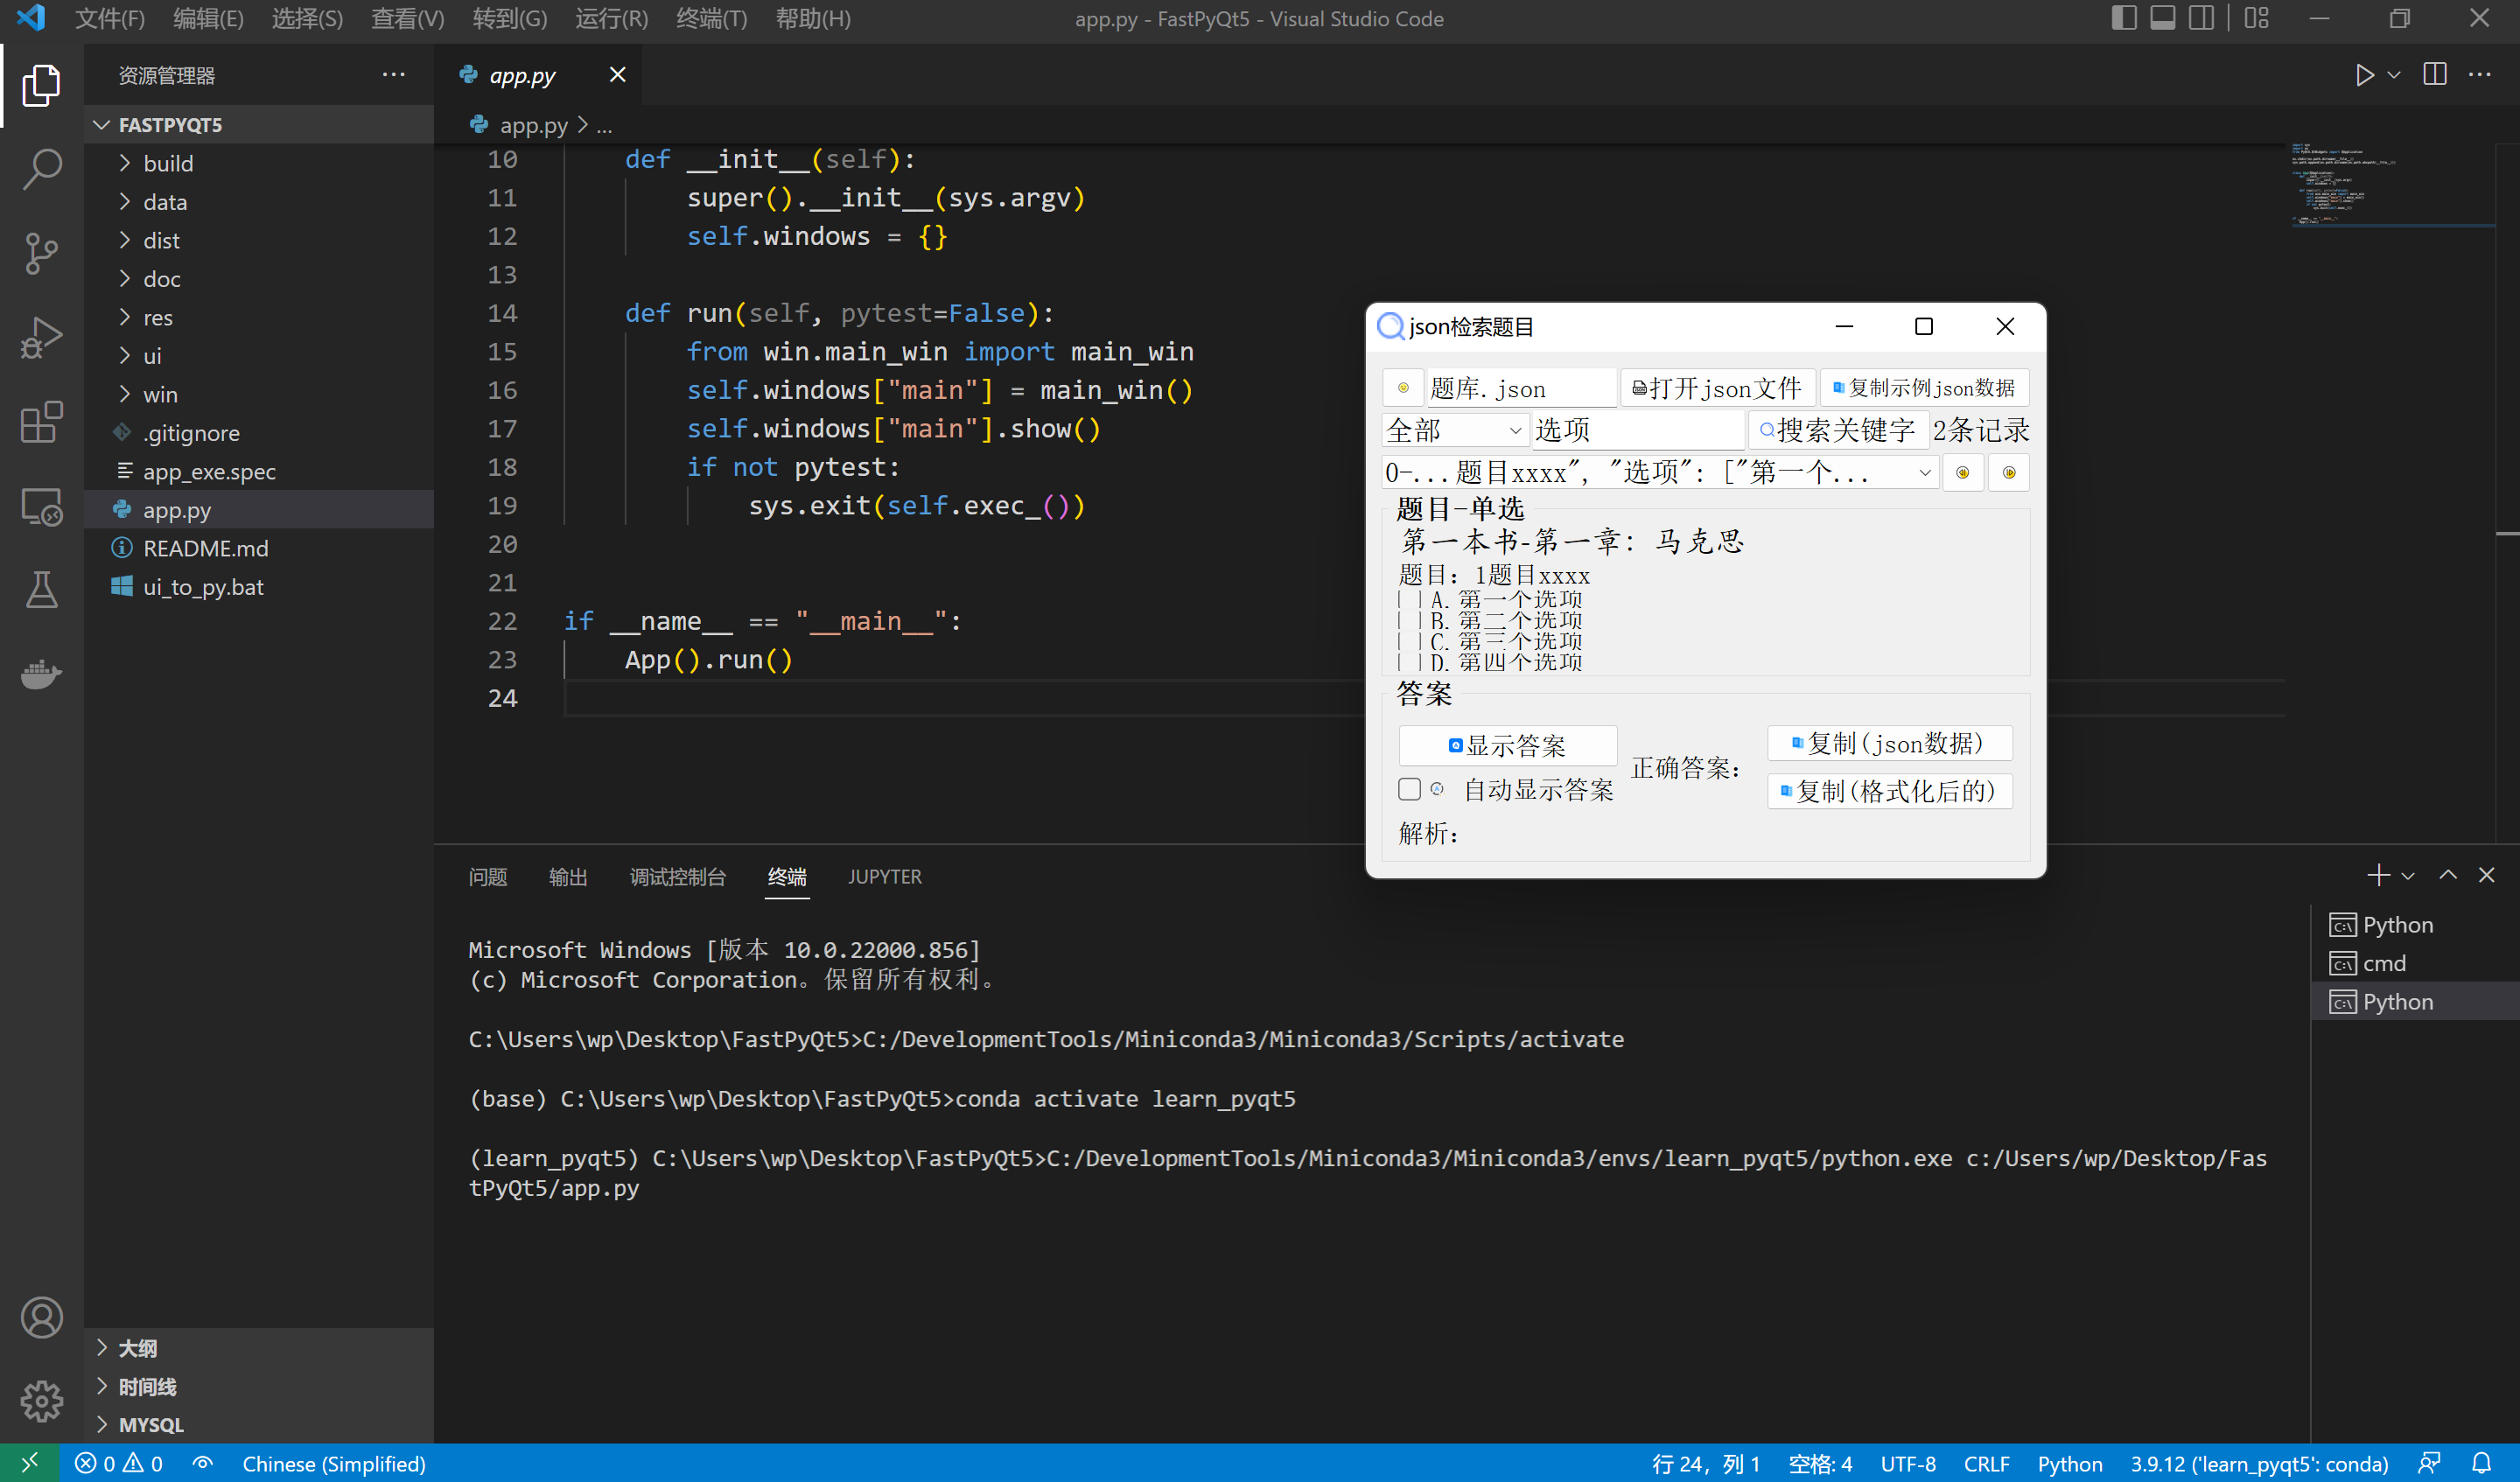 文件(F) 编辑(E) 选择(S) 查看(V) 转到(G) 运行(R) 终端(T) 帮助(H)
app.py - FastPyQt5 - Visual Studio Code
资源管理器
FASTPYQT5
build
data
dist
doc
res
ui
win
.gitignore
app_exe.spec
app.py
README.md
ui_to_py.bat
大纲
时间线
MYSQL
app.py
app.py > ...
10 def __init__(self):
11 super().__init__(sys.argv)
12 self.windows = {}
13
14 def run(self, pytest=False):
15 from win.main_win import main_win
16 self.windows["main"] = main_win()
17 self.windows["main"].show()
18 if not pytest:
19 sys.exit(self.exec_())
20
21
22 if __name__ == "__main__":
23 App().run()
24
json检索题目
题库.json 打开json文件 复制示例json数据
全部 选项 搜索关键字 2条记录
0-...题目xxxx", "选项": ["第一个...
题目-单选
第一本书-第一章：马克思
题目：1题目xxxx
A. 第一个选项
B. 第二个选项
C. 第三个选项
D. 第四个选项
答案
显示答案
自动显示答案
正确答案：
复制(json数据)
复制(格式化后的)
解析：
问题 输出 调试控制台 终端 JUPYTER
Microsoft Windows [版本 10.0.22000.856]
(c) Microsoft Corporation。保留所有权利。
C:\Users\wp\Desktop\FastPyQt5>C:/DevelopmentTools/Miniconda3/Miniconda3/Scripts/activate
(base) C:\Users\wp\Desktop\FastPyQt5>conda activate learn_pyqt5
(learn_pyqt5) C:\Users\wp\Desktop\FastPyQt5>C:/DevelopmentTools/Miniconda3/Miniconda3/envs/learn_pyqt5/python.exe c:/Users/wp/Desktop/Fas
tPyQt5/app.py
Python
cmd
Python
0 0 Chinese (Simplified)
行 24，列 1 空格: 4 UTF-8 CRLF Python 3.9.12 ('learn_pyqt5': conda)